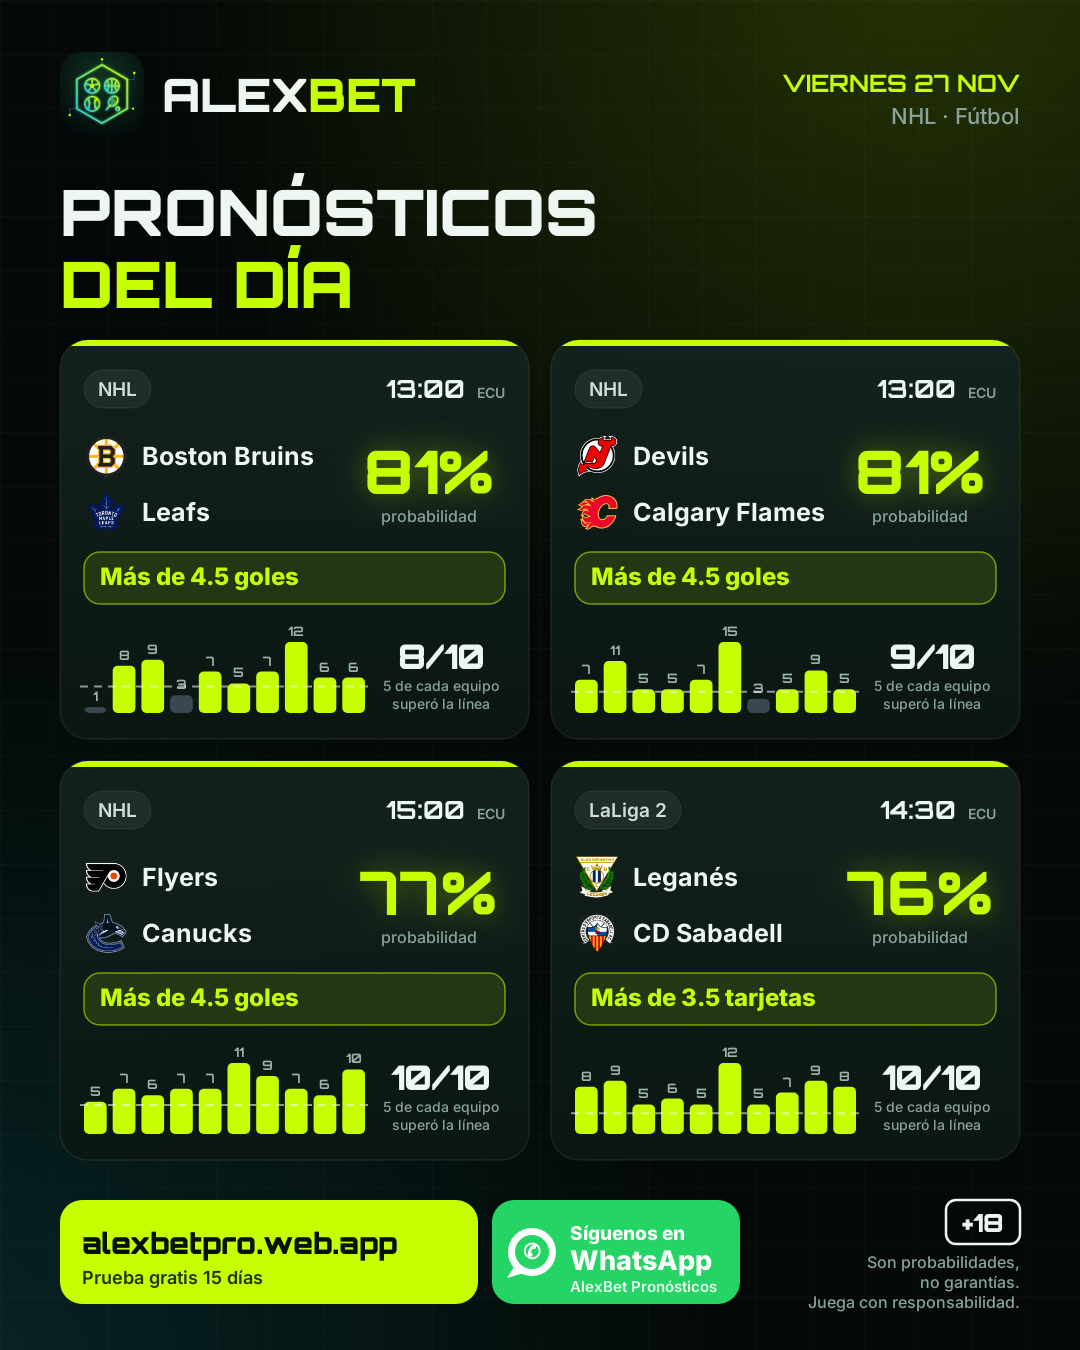 ALEXBET
VIERNES 27 NOV
NHL · Fútbol
PRONÓSTICOS
DEL DÍA
NHL
13:00 ECU
Boston Bruins
Leafs
81%
probabilidad
Más de 4.5 goles
1 8 9 3 7 5 7 12 6 6
8/10
5 de cada equipo
superó la línea
NHL
13:00 ECU
Devils
Calgary Flames
81%
probabilidad
Más de 4.5 goles
7 11 5 5 7 15 3 5 9 5
9/10
5 de cada equipo
superó la línea
NHL
15:00 ECU
Flyers
Canucks
77%
probabilidad
Más de 4.5 goles
5 7 6 7 7 11 9 7 6 10
10/10
5 de cada equipo
superó la línea
LaLiga 2
14:30 ECU
Leganés
CD Sabadell
76%
probabilidad
Más de 3.5 tarjetas
8 9 5 6 5 12 5 7 9 8
10/10
5 de cada equipo
superó la línea
alexbetpro.web.app
Prueba gratis 15 días
Síguenos en
WhatsApp
AlexBet Pronósticos
+18
Son probabilidades,
no garantías.
Juega con responsabilidad.